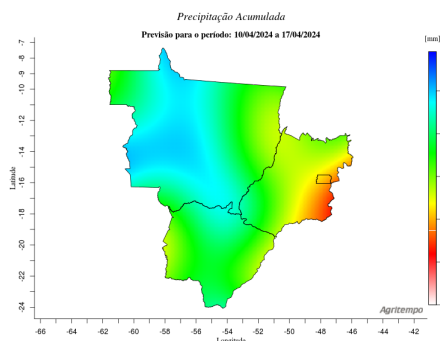 Precipitação Acumulada
Previsão para o período: 10/04/2024 a 17/04/2024
[mm]
Latitude
-7
-9
-10
-12
-14
-16
-18
-20
-22
-24
Agritempo
-66 -64 -62 -60 -58 -56 -54 -52 -50 -48 -46 -44 -42
Longitude